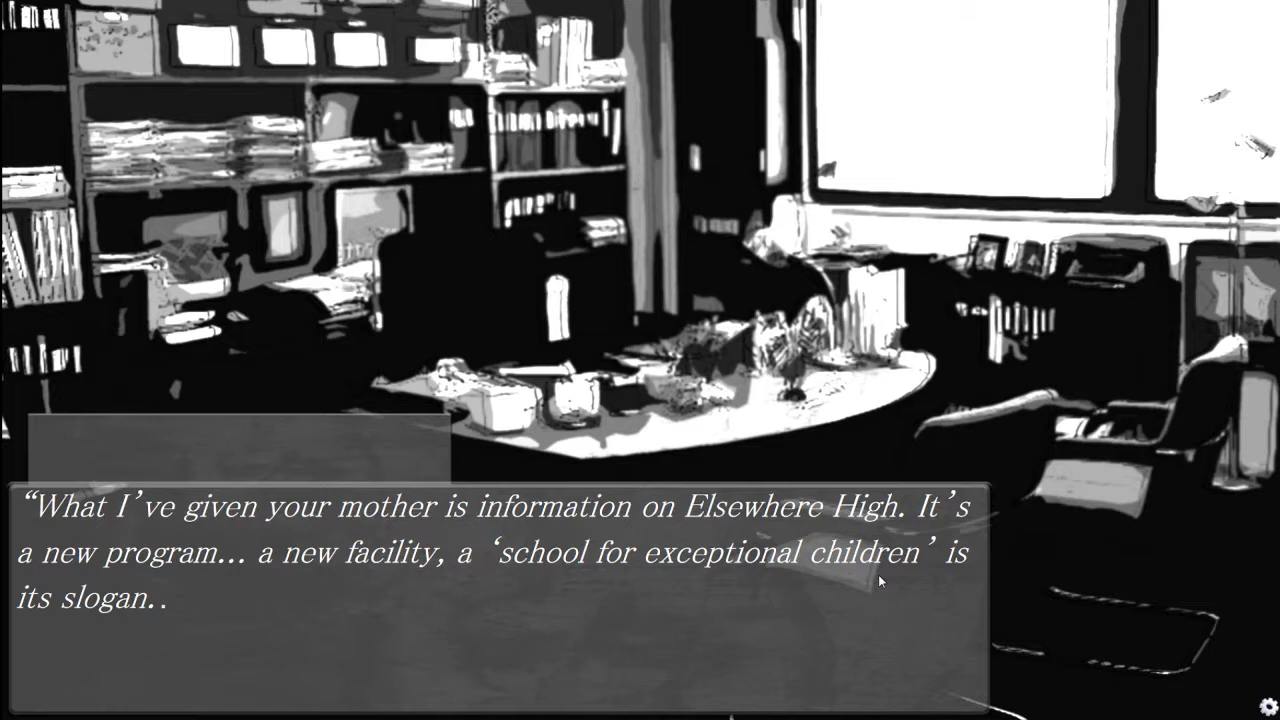 “What I’ve given your mother is information on Elsewhere High. It’s
a new program... a new facility, a ‘school for exceptional children’ is
its slogan..